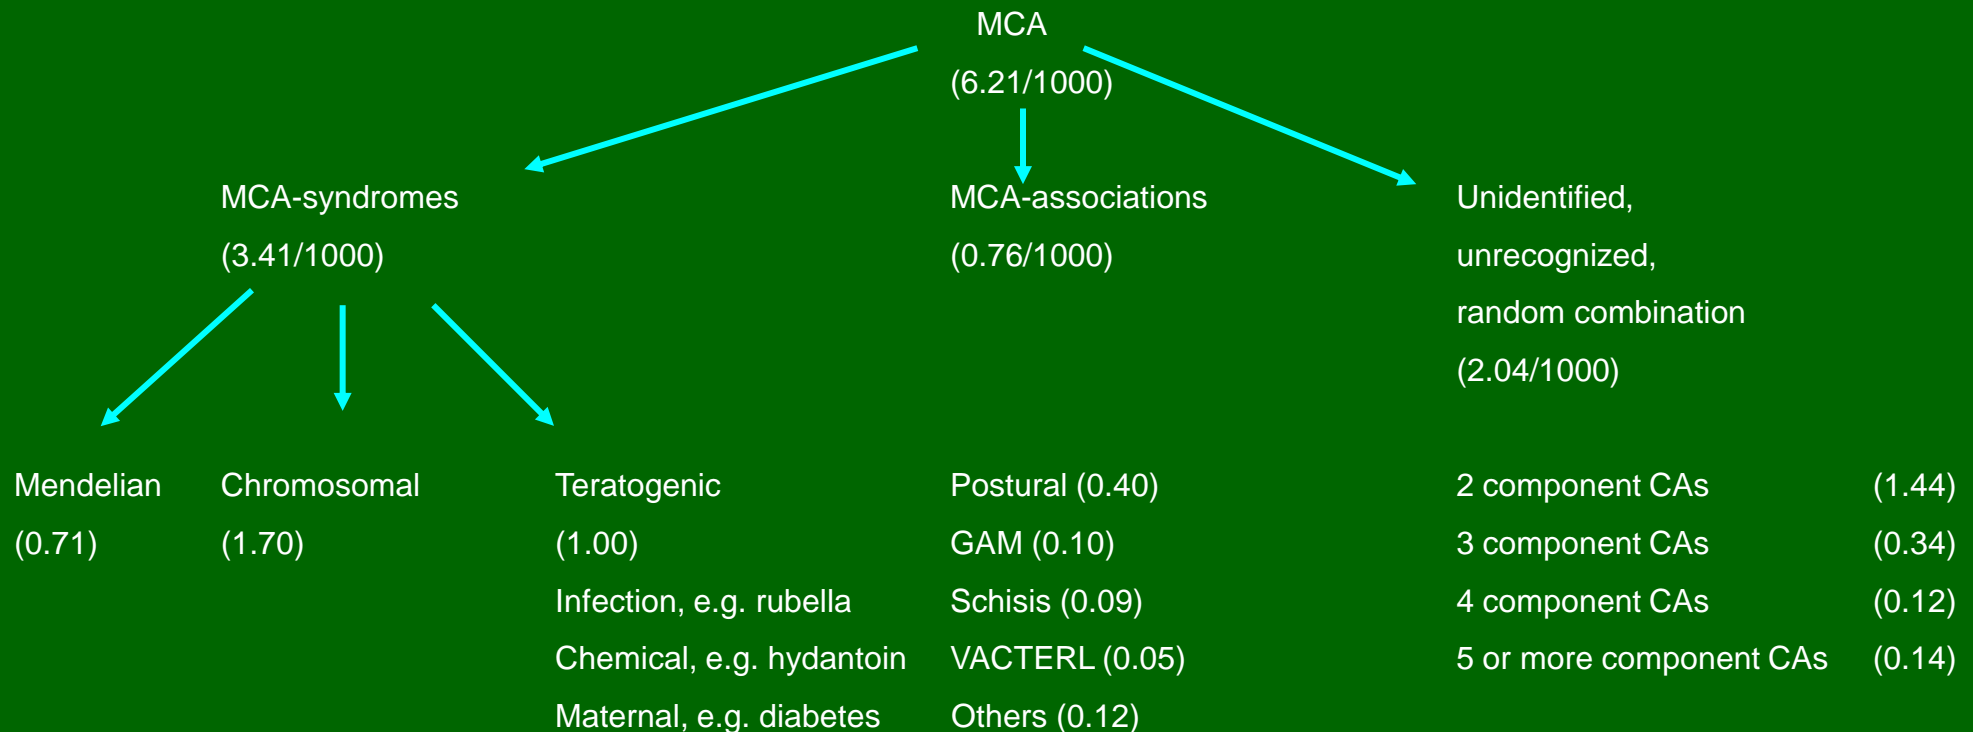 MCA
(6.21/1000)
MCA-syndromes
(3.41/1000)
MCA-associations
(0.76/1000)
Unidentified,
unrecognized,
random combination
(2.04/1000)
Mendelian
(0.71)
Chromosomal
(1.70)
Teratogenic
(1.00)
Infection, e.g. rubella
Chemical, e.g. hydantoin
Maternal, e.g. diabetes
Postural (0.40)
GAM (0.10)
Schisis (0.09)
VACTERL (0.05)
Others (0.12)
2 component CAs (1.44)
3 component CAs (0.34)
4 component CAs (0.12)
5 or more component CAs (0.14)